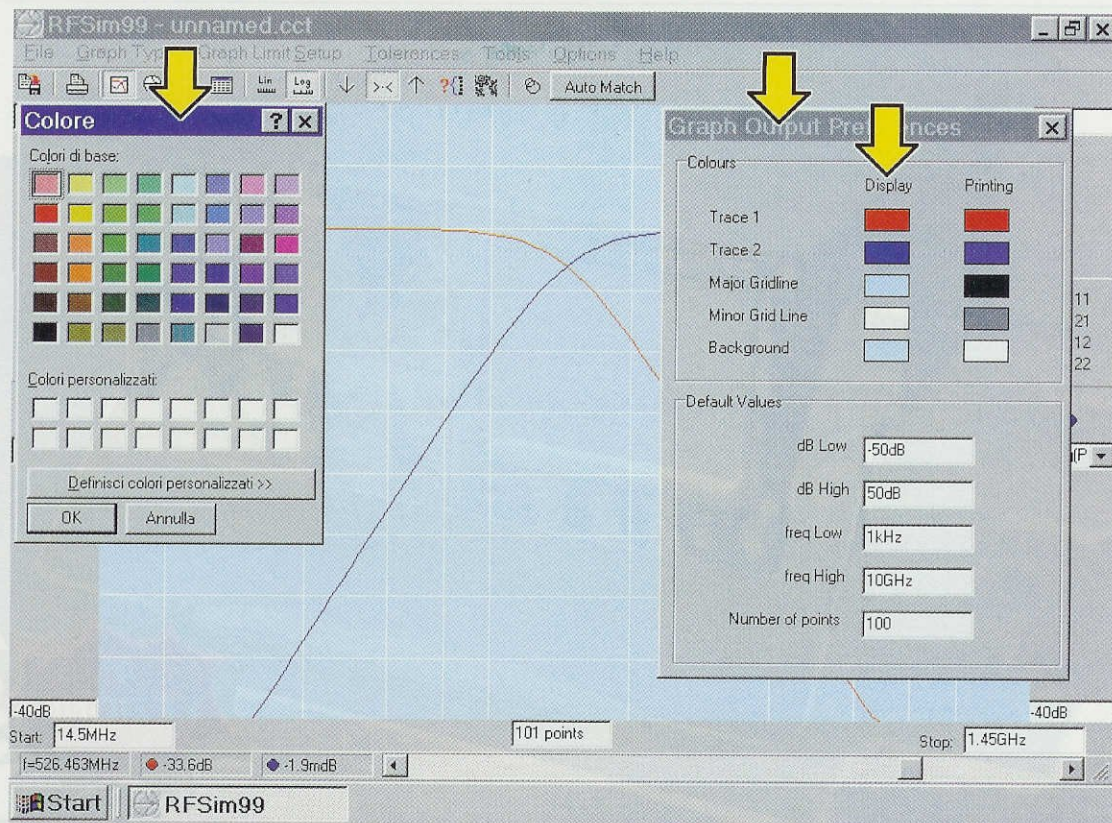 RFSim99 - unnamed.cct
File Graph Limit Setup Tolerances Tools Options Help
Lin Log Auto Match
Colore
Colori di base:
Colori personalizzati:
Definisci colori personalizzati >>
OK Annulla
Graph Output
Colours
Display Printing
Trace 1
Trace 2
Major Gridline
Minor Grid Line
Background
Default Values
dB Low -50dB
dB High 50dB
freq Low 1kHz
freq High 10GHz
Number of points 100
11
21
12
22
(P
-40dB -40dB
Start: 14.5MHz 101 points Stop: 1.45GHz
f=526.463MHz -33.6dB -1.9mdB
Start RFSim99